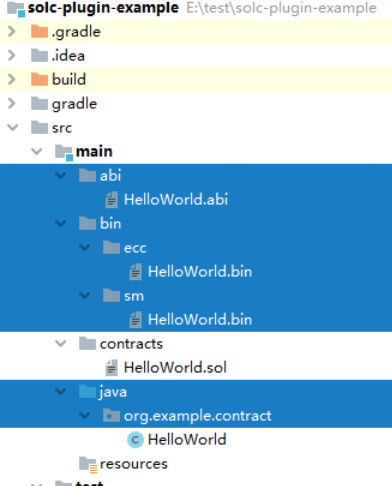 solc-plugin-example E:\test\solc-plugin-example
.gradle
.idea
build
gradle
src
main
abi
HelloWorld.abi
bin
ecc
HelloWorld.bin
sm
HelloWorld.bin
contracts
HelloWorld.sol
java
org.example.contract
C HelloWorld
resources
test